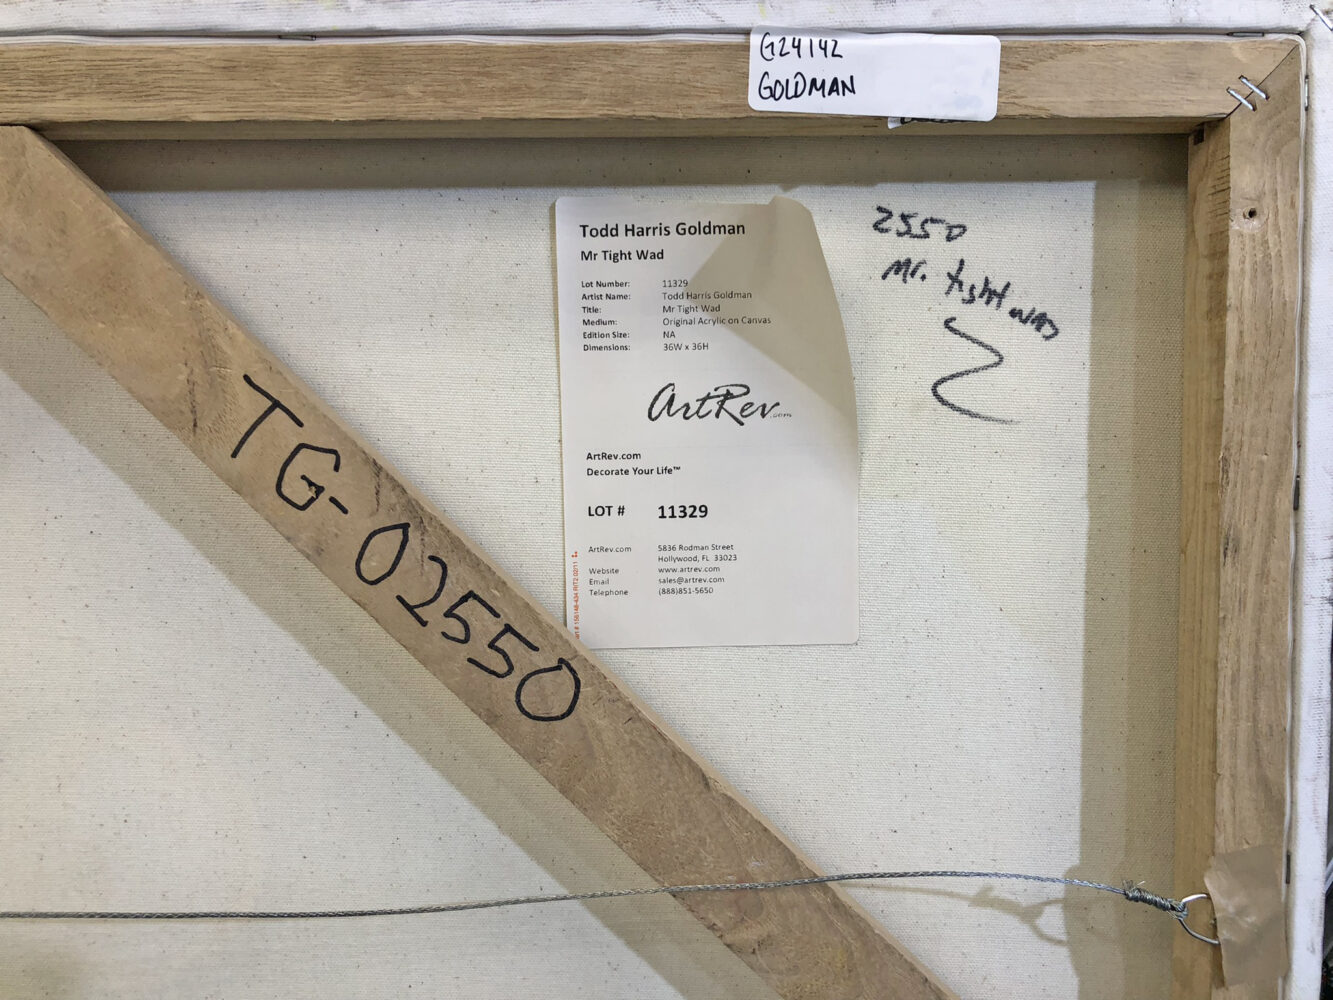 G24142
GOLDMAN
Todd Harris Goldman
Mr Tight Wad
Lot Number: 11329
Artist Name: Todd Harris Goldman
Title: Mr Tight Wad
Medium: Original Acrylic on Canvas
Edition Size: NA
Dimensions: 36W x 36H
ArtRev.com
ArtRev.com
Decorate Your Life™
LOT # 11329
ArtRev.com 5836 Rodman Street
Hollywood, FL 33023
Website www.artrev.com
Email sales@artrev.com
Telephone (888)851-5650
2550
Mr. tight wad
TG-02550